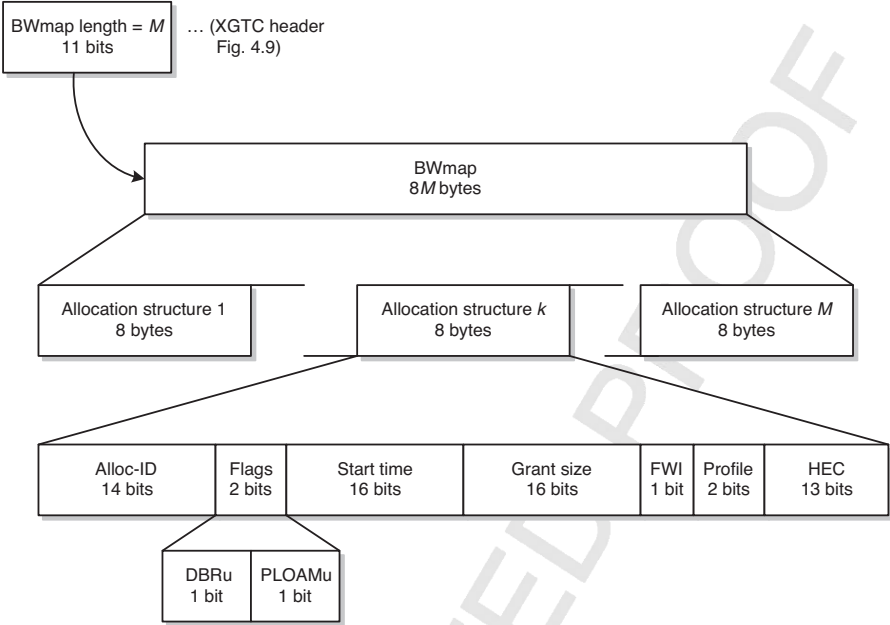 BWmap length = M
11 bits
... (XGTC header
Fig. 4.9)
BWmap
8M bytes
Allocation structure 1
8 bytes
Allocation structure k
8 bytes
Allocation structure M
8 bytes
Alloc-ID
14 bits
Flags
2 bits
Start time
16 bits
Grant size
16 bits
FWI
1 bit
Profile
2 bits
HEC
13 bits
DBRu
1 bit
PLOAMu
1 bit
ED PROOF